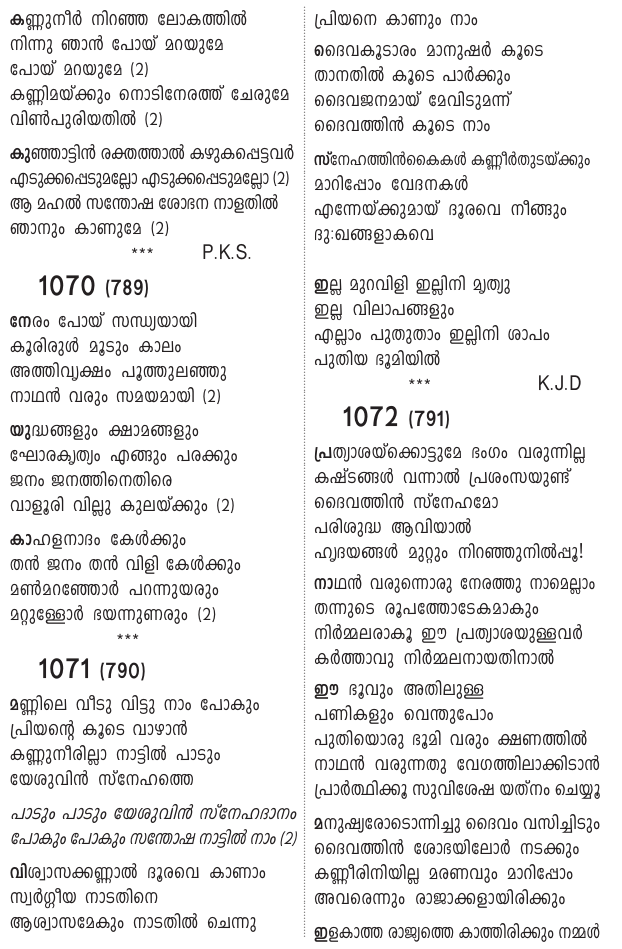 കണ്ണുനീർ നിറഞ്ഞ ലോകത്തിൽ
നിന്നു ഞാൻ പോയ് മറയുമേ
പോയ് മറയുമേ (2)
കണ്ണിമയ്ക്കും നൊടിനേരത്ത് ചേരുമേ
വിൺപുരിയതിൽ (2)
കുഞ്ഞാട്ടിൻ രക്തത്താൽ കഴുകപ്പെട്ടവർ
എടുക്കപ്പെടുമല്ലോ എടുക്കപ്പെടുമല്ലോ (2)
ആ മഹൽ സന്തോഷ ശോഭന നാളതിൽ
ഞാനും കാണുമേ (2)
*** P.K.S.
1070 (789)
നേരം പോയ് സന്ധ്യയായി
കൂരിരുൾ മൂടും കാലം
അത്തിവൃക്ഷം പൂത്തുലഞ്ഞു
നാഥൻ വരും സമയമായി (2)
യുദ്ധങ്ങളും ക്ഷാമങ്ങളും
ഘോരകൃത്യം എങ്ങും പരക്കും
ജനം ജനത്തിനെതിരെ
വാളൂരി വില്ലു കുലയ്ക്കും (2)
കാഹളനാദം കേൾക്കും
തൻ ജനം തൻ വിളി കേൾക്കും
മൺമറഞ്ഞോർ പറന്നുയരും
മറ്റുള്ളോർ ഭയന്നുണരും (2)
***
1071 (790)
മണ്ണിലെ വീടു വിട്ടു നാം പോകും
പ്രിയന്റെ കൂടെ വാഴാൻ
കണ്ണുനീരില്ലാ നാട്ടിൽ പാടും
യേശുവിൻ സ്നേഹത്തെ
പാടും പാടും യേശുവിൻ സ്നേഹദാനം
പോകും പോകും സന്തോഷ നാട്ടിൽ നാം (2)
വിശ്വാസക്കണ്ണാൽ ദൂരവെ കാണാം
സ്വർഗ്ഗീയ നാടതിനെ
ആശ്വാസമേകും നാടതിൽ ചെന്നു
പ്രിയനെ കാണും നാം
ദൈവകൂടാരം മാനുഷർ കൂടെ
താനതിൽ കൂടെ പാർക്കും
ദൈവജനമായ് മേവിടുമന്ന്
ദൈവത്തിൻ കൂടെ നാം
സ്നേഹത്തിൻകൈകൾ കണ്ണീർതുടയ്ക്കും
മാറിപ്പോം വേദനകൾ
എന്നേയ്ക്കുമായ് ദൂരവെ നീങ്ങും
ദു:ഖങ്ങളാകവെ
ഇല്ല മുറവിളി ഇല്ലിനി മൃത്യു
ഇല്ല വിലാപങ്ങളും
എല്ലാം പുതുതാം ഇല്ലിനി ശാപം
പുതിയ ഭൂമിയിൽ
*** K.J.D
1072 (791)
പ്രത്യാശയ്ക്കൊട്ടുമേ ഭംഗം വരുന്നില്ല
കഷ്ടങ്ങൾ വന്നാൽ പ്രശംസയുണ്ട്
ദൈവത്തിൻ സ്നേഹമോ
പരിശുദ്ധ ആവിയാൽ
ഹൃദയങ്ങൾ മുറ്റും നിറഞ്ഞുനിൽപ്പൂ!
നാഥൻ വരുന്നൊരു നേരത്തു നാമെല്ലാം
തന്നുടെ രൂപത്തോടേകമാകും
നിർമ്മലരാകൂ ഈ പ്രത്യാശയുള്ളവർ
കർത്താവു നിർമ്മലനായതിനാൽ
ഈ ഭൂവും അതിലുള്ള
പണികളും വെന്തുപോം
പുതിയൊരു ഭൂമി വരും ക്ഷണത്തിൽ
നാഥൻ വരുന്നതു വേഗത്തിലാക്കിടാൻ
പ്രാർത്ഥിക്കൂ സുവിശേഷ യത്നം ചെയ്യൂ
മനുഷ്യരോടൊന്നിച്ചു ദൈവം വസിച്ചിടും
ദൈവത്തിൻ ശോഭയിലോർ നടക്കും
കണ്ണീരിനിയില്ല മരണവും മാറിപ്പോം
അവരെന്നും രാജാക്കളായിരിക്കും
ഇളകാത്ത രാജ്യത്തെ കാത്തിരിക്കും നമ്മൾ